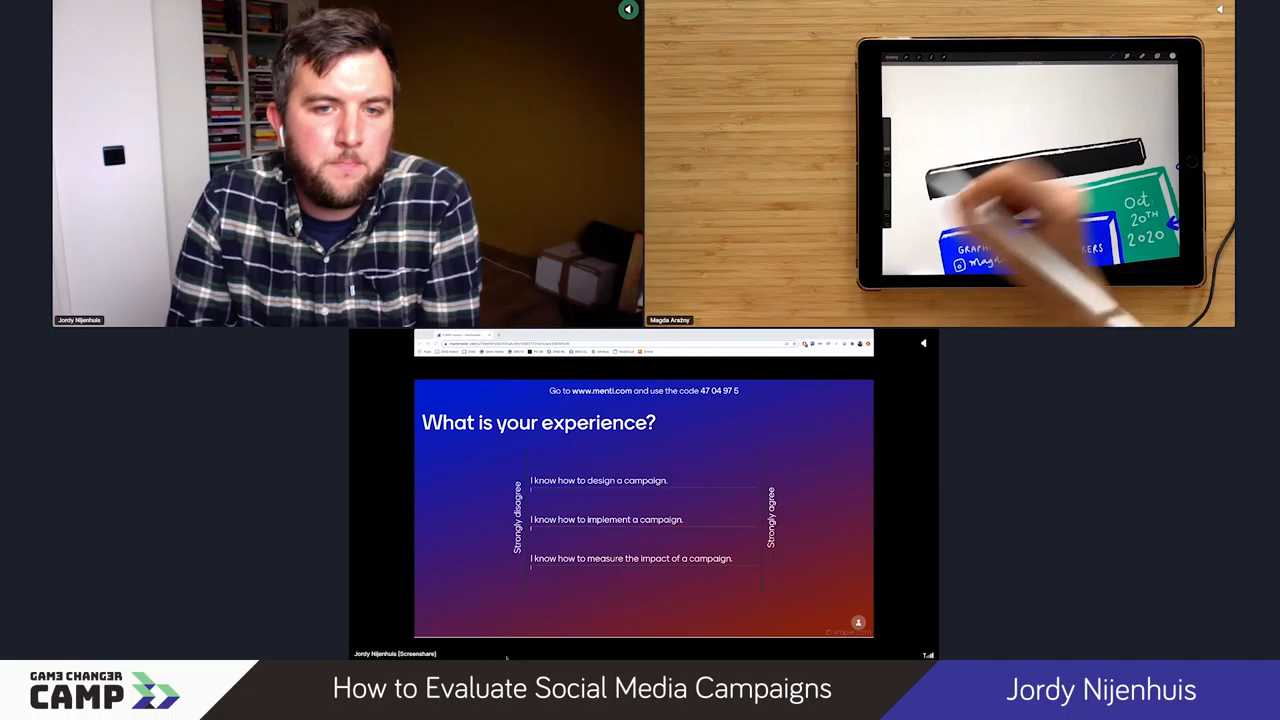 Jordy Nijenhuis
Oct.
20TH
2020
Magda Arażny
Go to www.menti.com and use the code 47 04 97 5
What is your experience?
Strongly disagree
I know how to design a campaign.
I know how to implement a campaign.
I know how to measure the impact of a campaign.
Strongly agree
Jordy Nijenhuis [Screenshare]
GAME CHANGER
CAMP
How to Evaluate Social Media Campaigns
Jordy Nijenhuis